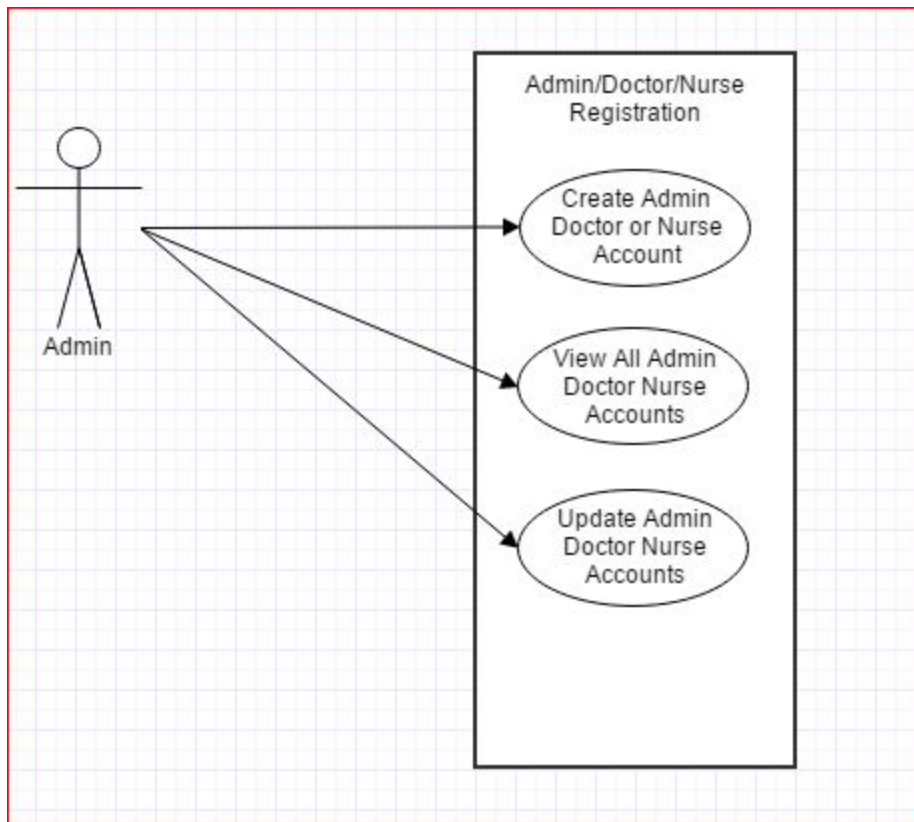 Admin/Doctor/Nurse
Registration
Create Admin
Doctor or Nurse
Account
Admin
View All Admin
Doctor Nurse
Accounts
Update Admin
Doctor Nurse
Accounts